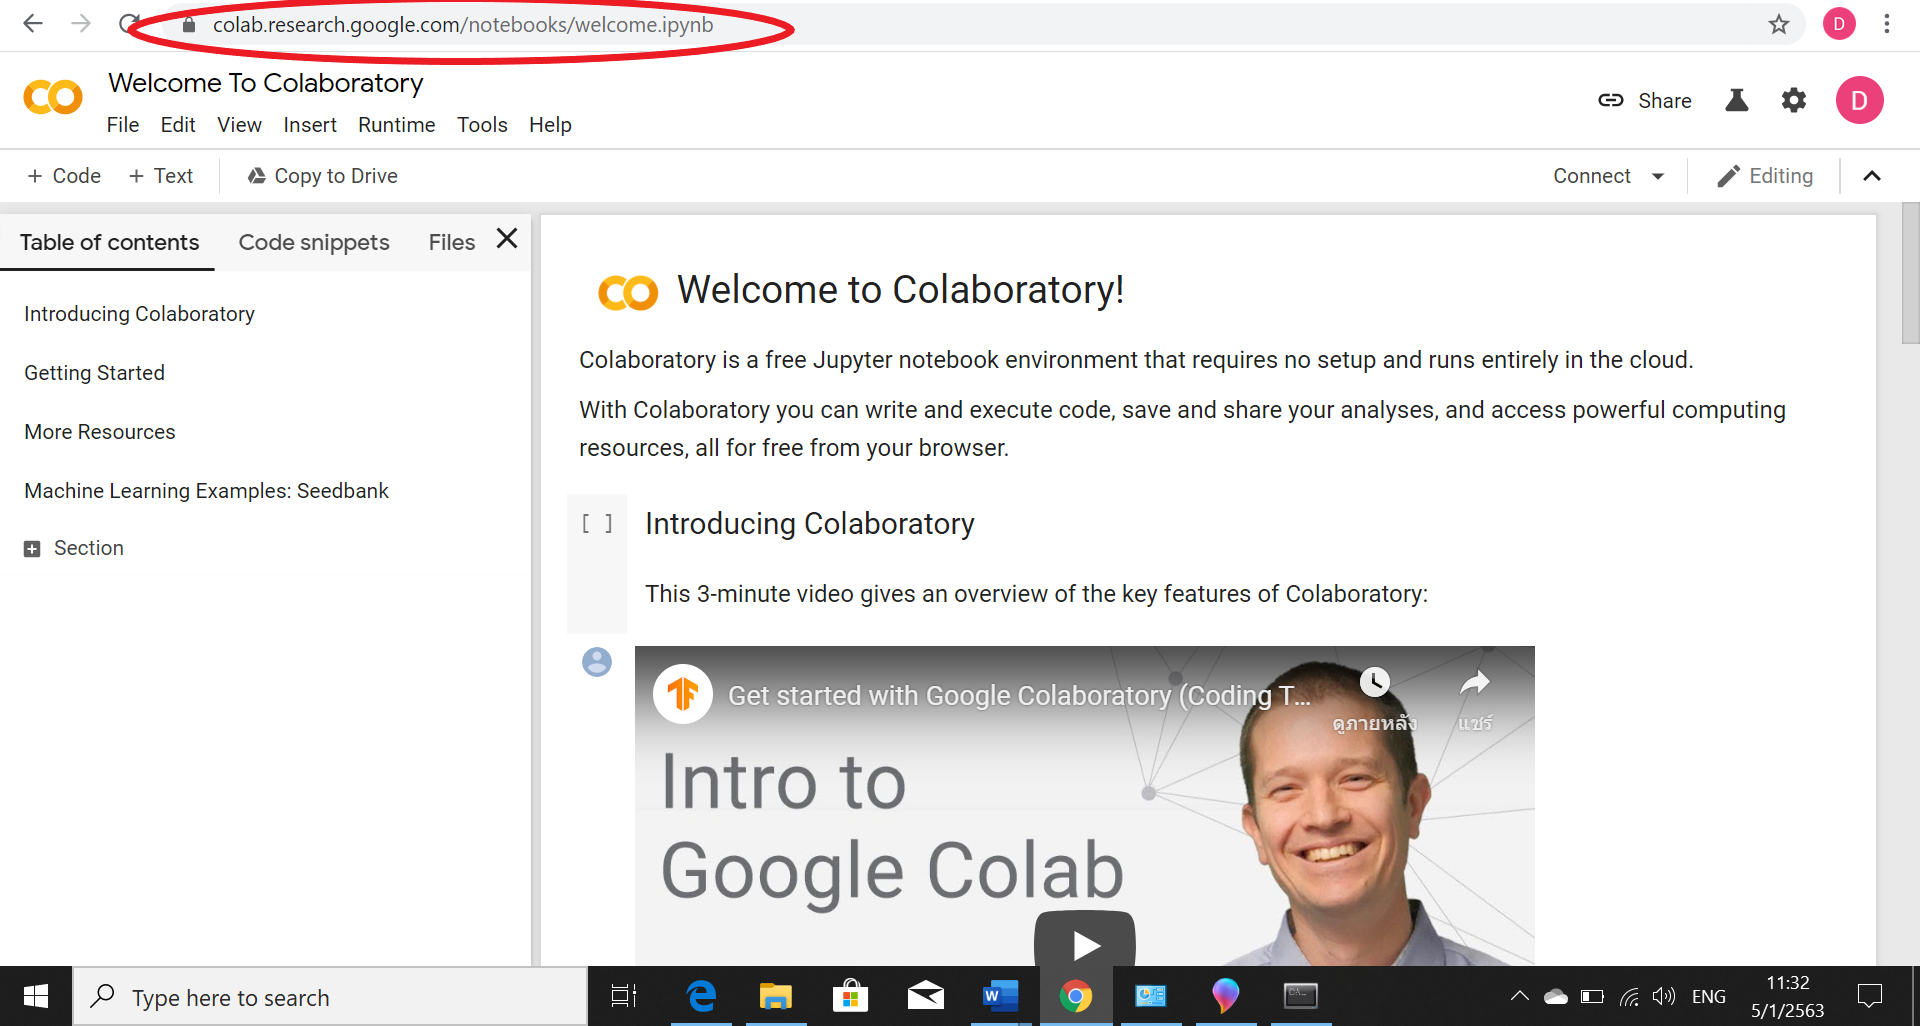 colab.research.google.com/notebooks/welcome.ipynb
D
Welcome To Colaboratory
File Edit View Insert Runtime Tools Help
Share
D
+ Code + Text Copy to Drive
Connect Editing
Table of contents Code snippets Files
Introducing Colaboratory
Getting Started
More Resources
Machine Learning Examples: Seedbank
Section
Welcome to Colaboratory!
Colaboratory is a free Jupyter notebook environment that requires no setup and runs entirely in the cloud.
With Colaboratory you can write and execute code, save and share your analyses, and access powerful computing
resources, all for free from your browser.
[ ] Introducing Colaboratory
This 3-minute video gives an overview of the key features of Colaboratory:
Get started with Google Colaboratory (Coding T...
ดูภายหลัง แชร์
Intro to
Google Colab
Type here to search
W
C:\.
ENG
11:32
5/1/2563